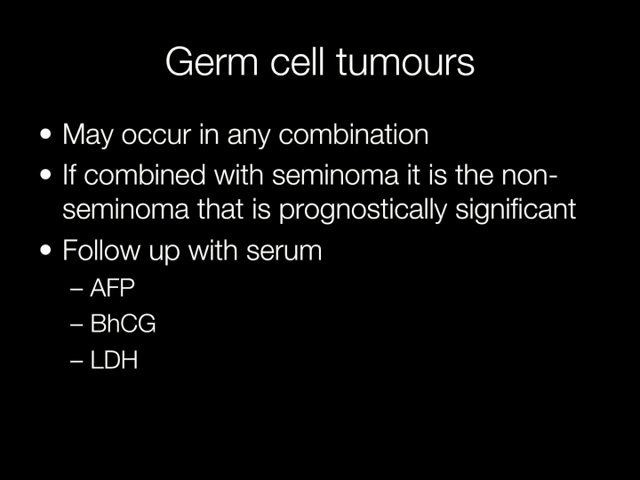 Germ cell tumours
• May occur in any combination
• If combined with seminoma it is the non-
seminoma that is prognostically significant
• Follow up with serum
– AFP
– BhCG
– LDH